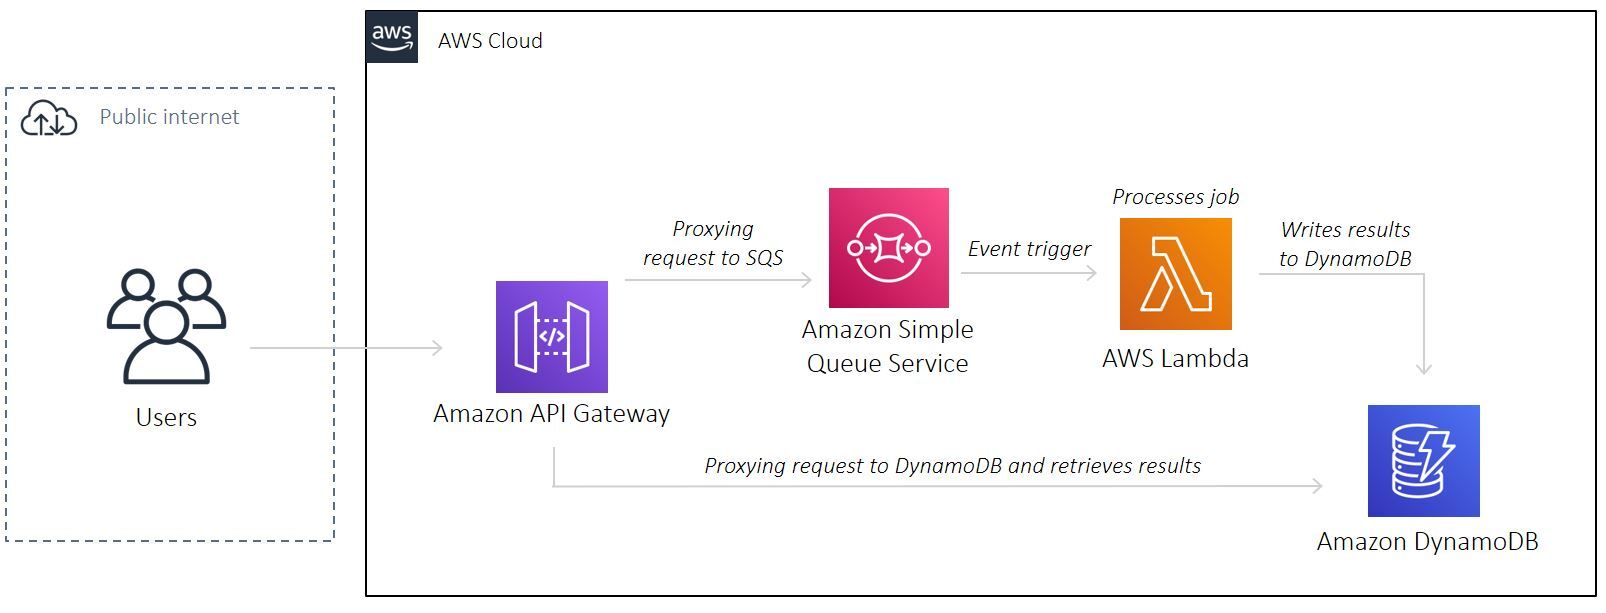 aws
AWS Cloud
Public internet
Users
Amazon API Gateway
Proxying
request to SQS
Amazon Simple
Queue Service
Event trigger
Processes job
AWS Lambda
Writes results
to DynamoDB
Proxying request to DynamoDB and retrieves results
Amazon DynamoDB